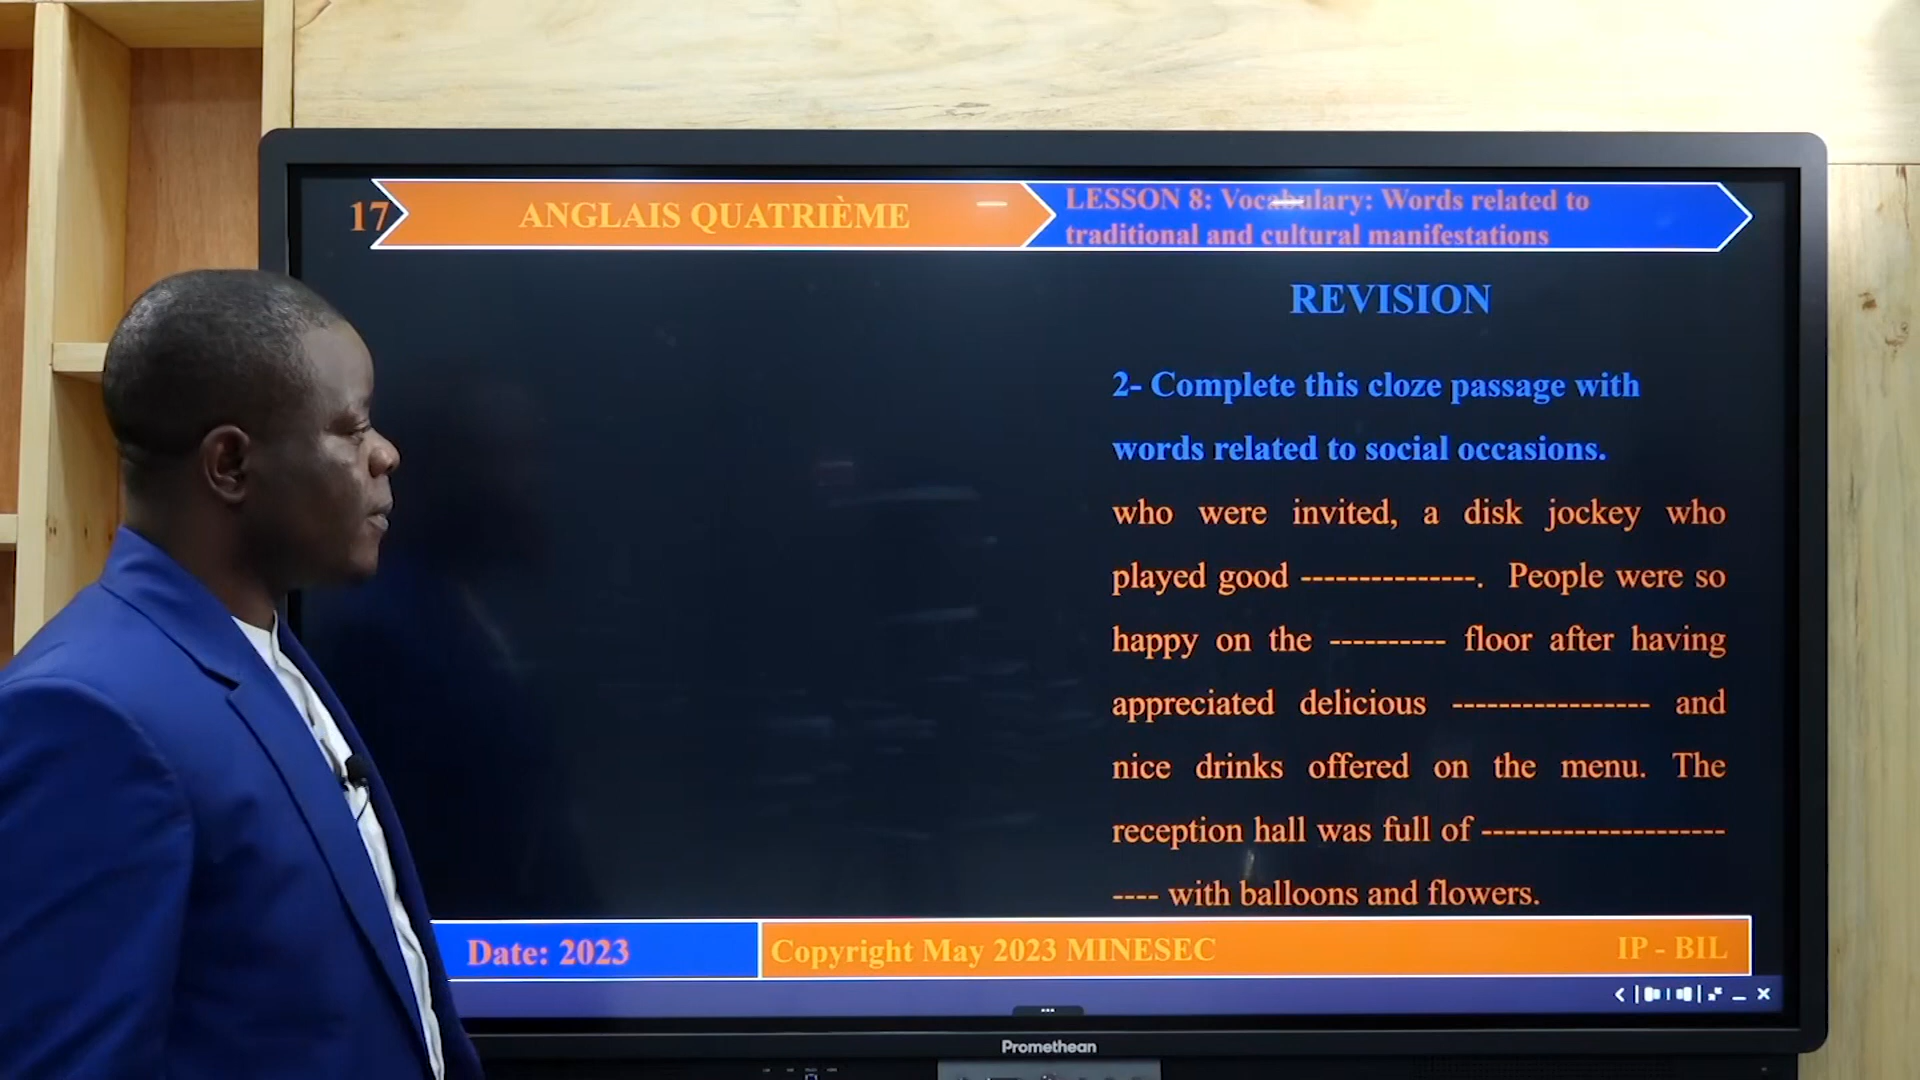 17
ANGLAIS QUATRIÈME
LESSON 8: Vocabulary: Words related to
traditional and cultural manifestations
REVISION
2- Complete this cloze passage with
words related to social occasions.
who were invited, a disk jockey who
played good ---------------. People were so
happy on the ---------- floor after having
appreciated delicious ----------------- and
nice drinks offered on the menu. The
reception hall was full of ---------------------
---- with balloons and flowers.
Date: 2023
Copyright May 2023 MINESEC
IP - BIL
Promethean